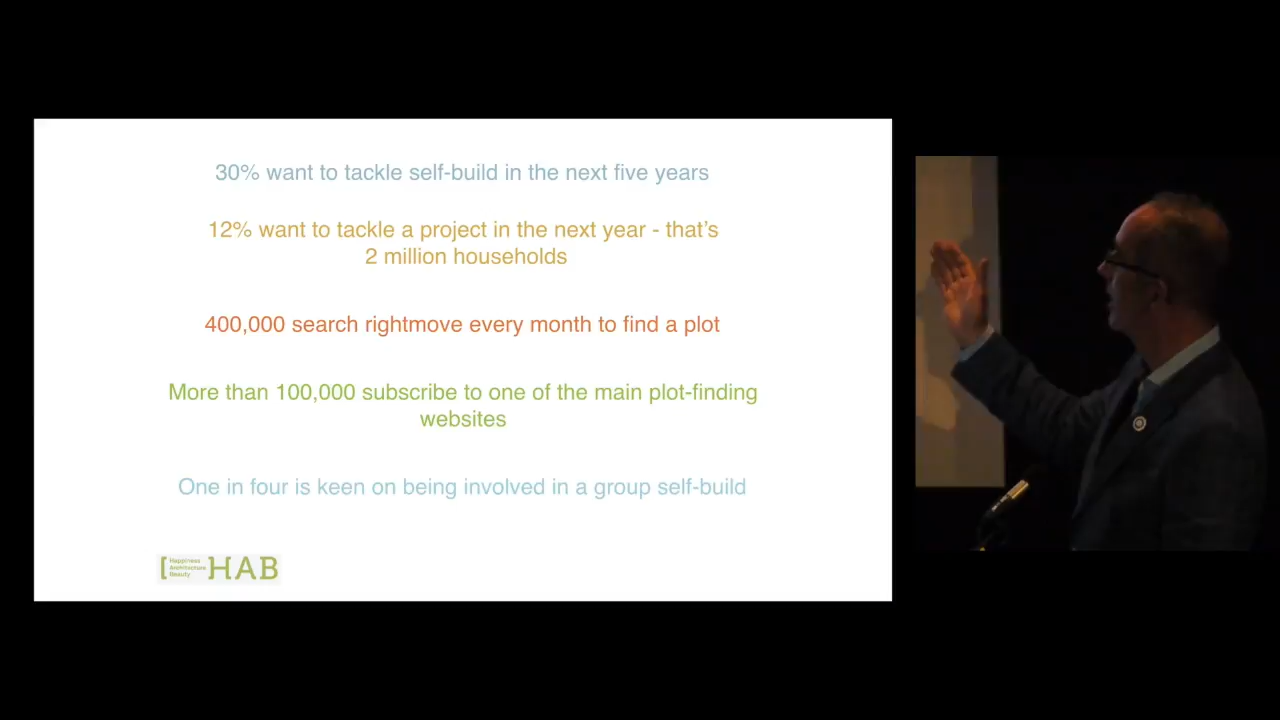 30% want to tackle self-build in the next five years
12% want to tackle a project in the next year - that's
2 million households
400,000 search rightmove every month to find a plot
More than 100,000 subscribe to one of the main plot-finding
websites
One in four is keen on being involved in a group self-build
[Happiness
Architecture
Beauty
]HAB